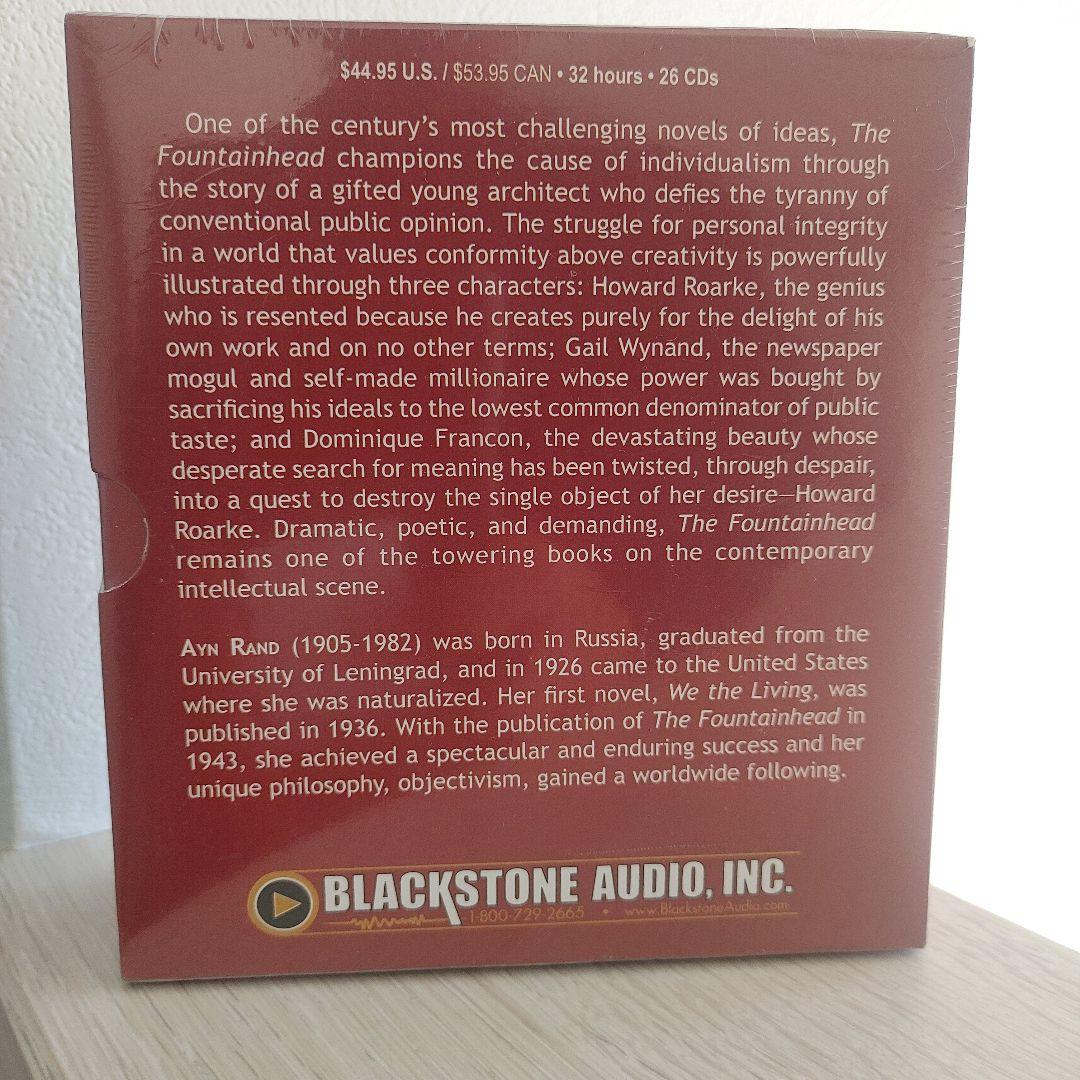 $44.95 U.S. / $53.95 CAN • 32 hours • 26 CDs
One of the century's most challenging novels of ideas, The
Fountainhead champions the cause of individualism through
the story of a gifted young architect who defies the tyranny of
conventional public opinion. The struggle for personal integrity
in a world that values conformity above creativity is powerfully
illustrated through three characters: Howard Roarke, the genius
who is resented because he creates purely for the delight of his
own work and on no other terms; Gail Wynand, the newspaper
mogul and self-made millionaire whose power was bought by
sacrificing his ideals to the lowest common denominator of public
taste; and Dominique Francon, the devastating beauty whose
desperate search for meaning has been twisted, through despair,
into a quest to destroy the single object of her desire—Howard
Roarke. Dramatic, poetic, and demanding, The Fountainhead
remains one of the towering books on the contemporary
intellectual scene.
AYN RAND (1905-1982) was born in Russia, graduated from the
University of Leningrad, and in 1926 came to the United States
where she was naturalized. Her first novel, We the Living, was
published in 1936. With the publication of The Fountainhead in
1943, she achieved a spectacular and enduring success and her
unique philosophy, objectivism, gained a worldwide following.
BLACKSTONE AUDIO, INC.
1-800-729-2665 • www.BlackstoneAudio.com